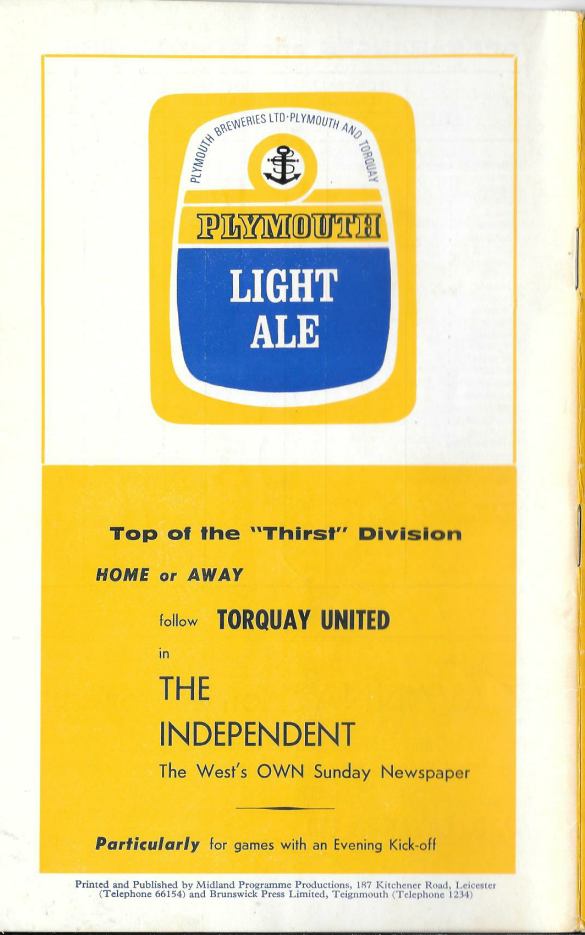 PLYMOUTH BREWERIES LTD·PLYMOUTH AND TORQUAY
PLYMOUTH
LIGHT
ALE
Top of the "Thirst" Division
HOME or AWAY
follow TORQUAY UNITED
in
THE
INDEPENDENT
The West's OWN Sunday Newspaper
Particularly for games with an Evening Kick-off
Printed and Published by Midland Programme Productions, 187 Kitchener Road, Leicester
(Telephone 66154) and Brunswick Press Limited, Teignmouth (Telephone 1234)